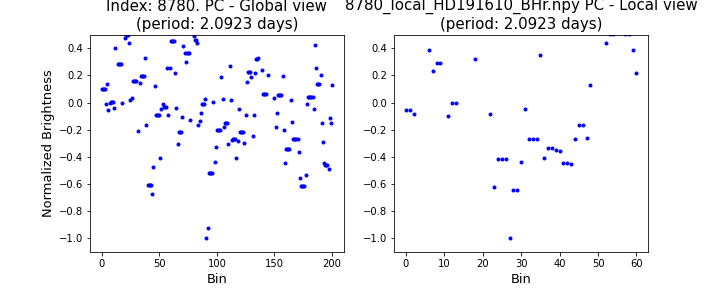 Index: 8780. PC - Global view
(period: 2.0923 days)
8780_local_HD191610_BHr.npy PC - Local view
(period: 2.0923 days)
Normalized Brightness
0.4
0.2
0.0
−0.2
−0.4
−0.6
−0.8
−1.0
0 50 100 150 200
Bin
0.4
0.2
0.0
−0.2
−0.4
−0.6
−0.8
−1.0
0 10 20 30 40 50 60
Bin